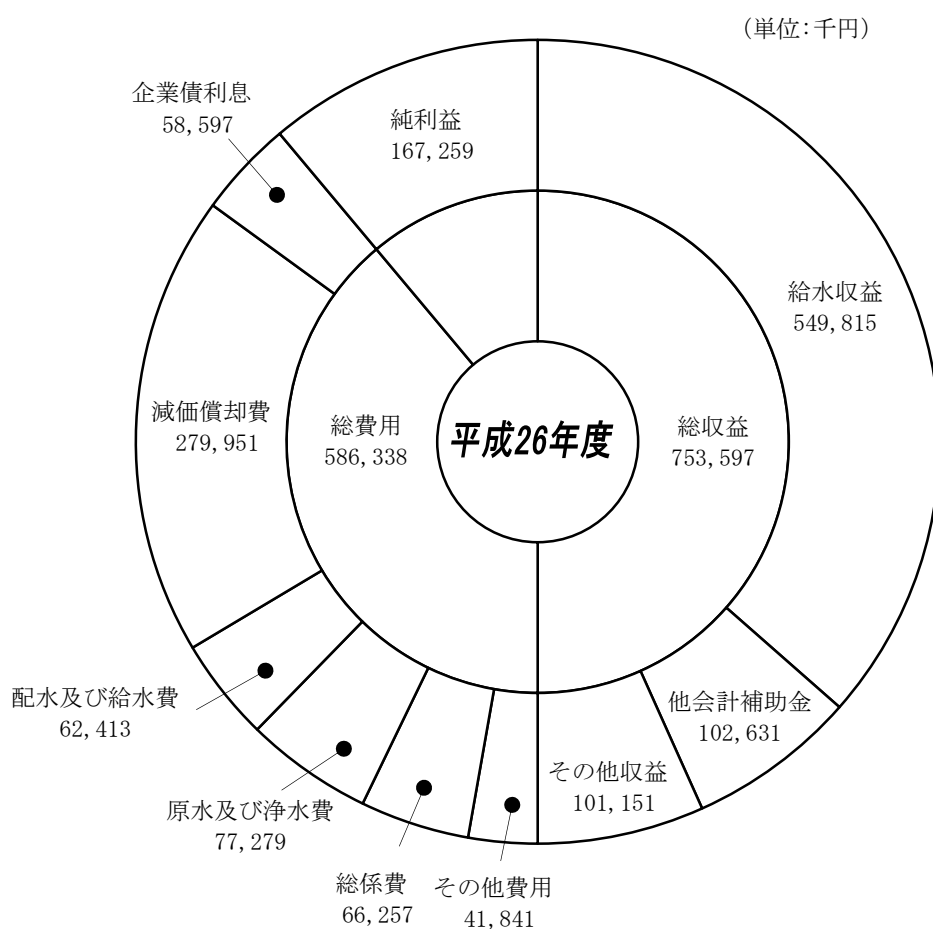 (単位:千円)
企業債利息
58,597
純利益
167,259
給水収益
549,815
減価償却費
279,951
総費用
586,338
平成26年度
総収益
753,597
配水及び給水費
62,413
他会計補助金
102,631
その他収益
101,151
原水及び浄水費
77,279
総係費
66,257
その他費用
41,841